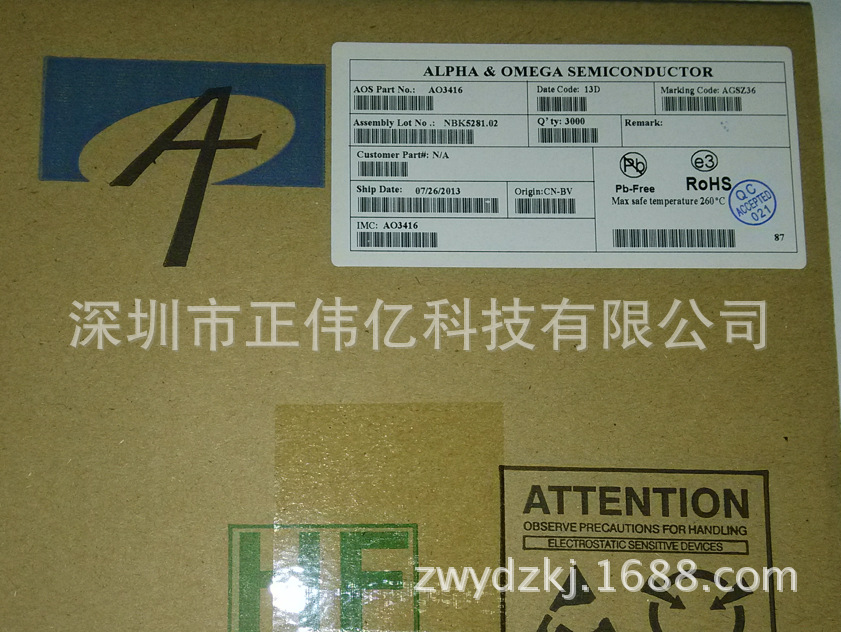 ALPHA & OMEGA SEMICONDUCTOR
AOS Part No.: AO3416
Date Code: 13D
Marking Code: AGSZ36
Assembly Lot No .: NBK5281.02
Q'ty: 3000
Remark:
Customer Part#: N/A
Pb
e3
Pb-Free
RoHS
Max safe temperature 260°C
QC
ACCEPTED
021
Ship Date: 07/26/2013
Origin:CN-BV
IMC: AO3416
87
深圳市正伟亿科技有限公司
ATTENTION
OBSERVE PRECAUTIONS FOR HANDLING
ELECTROSTATIC SENSITIVE DEVICES
HF
zwydzkj.1688.com